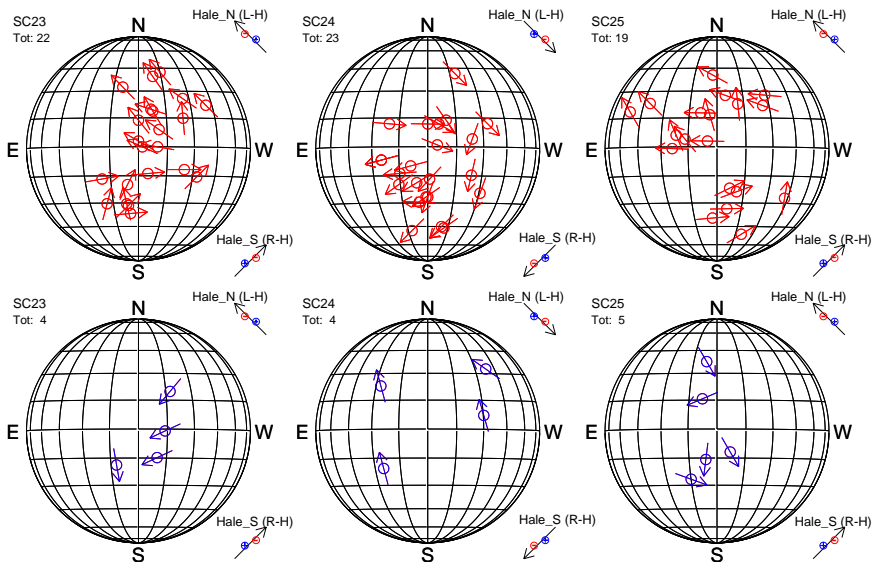 SC23
Tot: 22
N
Hale_N (L-H)
E
W
S
Hale_S (R-H)
SC24
Tot: 23
N
Hale_N (L-H)
E
W
S
Hale_S (R-H)
SC25
Tot: 19
N
Hale_N (L-H)
E
W
S
Hale_S (R-H)
SC23
Tot: 4
N
Hale_N (L-H)
E
W
S
Hale_S (R-H)
SC24
Tot: 4
N
Hale_N (L-H)
E
W
S
Hale_S (R-H)
SC25
Tot: 5
N
Hale_N (L-H)
E
W
S
Hale_S (R-H)